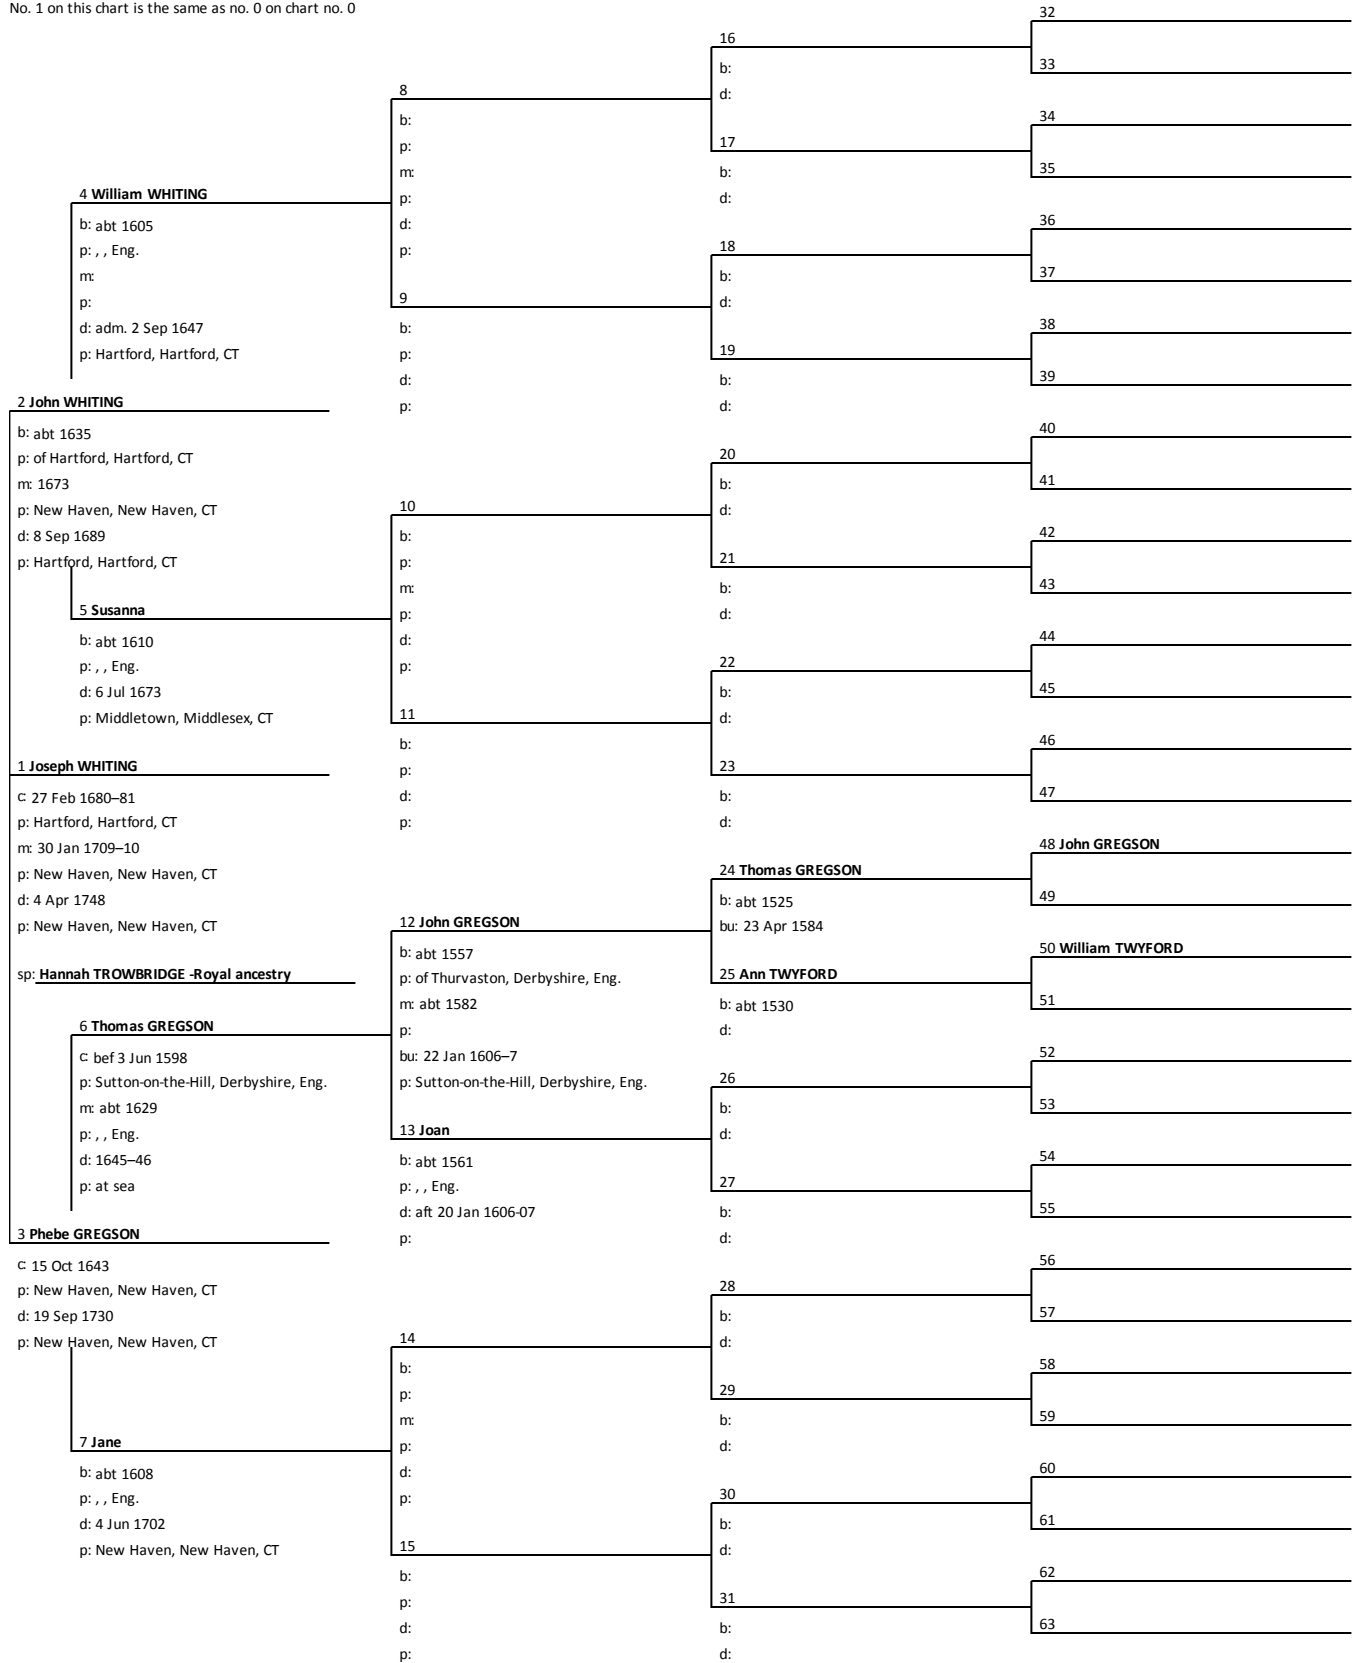 No. 1 on this chart is the same as no. 0 on chart no. 0
32
16
b:
33
8
d:
b:
34
p:
17
m:
b:
35
4 William WHITING
p:
d:
b: abt 1605
d:
36
p: , , Eng.
p:
18
m:
b:
37
p:
9
d:
d: adm. 2 Sep 1647
b:
38
p: Hartford, Hartford, CT
p:
19
d:
b:
39
2 John WHITING
p:
d:
b: abt 1635
40
p: of Hartford, Hartford, CT
20
m: 1673
b:
41
p: New Haven, New Haven, CT
10
d:
d: 8 Sep 1689
b:
42
p: Hartford, Hartford, CT
p:
21
m:
b:
43
5 Susanna
p:
d:
b: abt 1610
d:
44
p: , , Eng.
p:
22
d: 6 Jul 1673
b:
45
p: Middletown, Middlesex, CT
11
d:
b:
46
1 Joseph WHITING
p:
23
c: 27 Feb 1680–81
d:
b:
47
p: Hartford, Hartford, CT
p:
d:
m: 30 Jan 1709–10
48 John GREGSON
p: New Haven, New Haven, CT
24 Thomas GREGSON
d: 4 Apr 1748
b: abt 1525
49
p: New Haven, New Haven, CT
12 John GREGSON
bu: 23 Apr 1584
b: abt 1557
50 William TWYFORD
sp: Hannah TROWBRIDGE -Royal ancestry
p: of Thurvaston, Derbyshire, Eng.
25 Ann TWYFORD
m: abt 1582
b: abt 1530
51
6 Thomas GREGSON
p:
d:
c: bef 3 Jun 1598
bu: 22 Jan 1606–7
52
p: Sutton-on-the-Hill, Derbyshire, Eng.
p: Sutton-on-the-Hill, Derbyshire, Eng.
26
m: abt 1629
b:
53
p: , , Eng.
13 Joan
d:
d: 1645–46
b: abt 1561
54
p: at sea
p: , , Eng.
27
d: aft 20 Jan 1606-07
b:
55
3 Phebe GREGSON
p:
d:
c: 15 Oct 1643
56
p: New Haven, New Haven, CT
28
d: 19 Sep 1730
b:
57
p: New Haven, New Haven, CT
14
d:
b:
58
p:
29
m:
b:
59
7 Jane
p:
d:
b: abt 1608
d:
60
p: , , Eng.
p:
30
d: 4 Jun 1702
b:
61
p: New Haven, New Haven, CT
15
d:
b:
62
p:
31
d:
b:
63
p:
d: